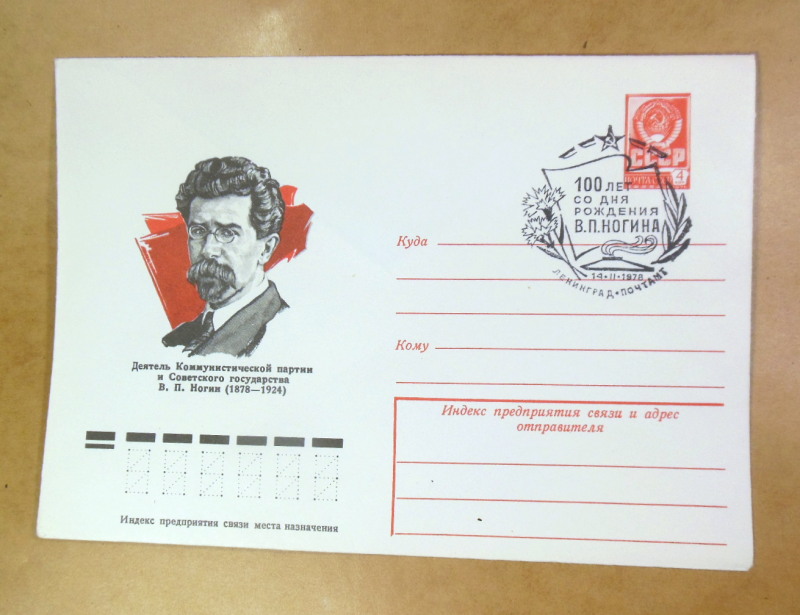 СССР
ПОЧТА
4
100 ЛЕТ
СО ДНЯ
РОЖДЕНИЯ
В.П.НОГИНА
14·II·1978
ЛЕНИНГРАД·ПОЧТАМТ
Куда
Кому
Деятель Коммунистической партии
и Советского государства
В. П. Ногин (1878—1924)
Индекс предприятия связи и адрес
отправителя
Индекс предприятия связи места назначения